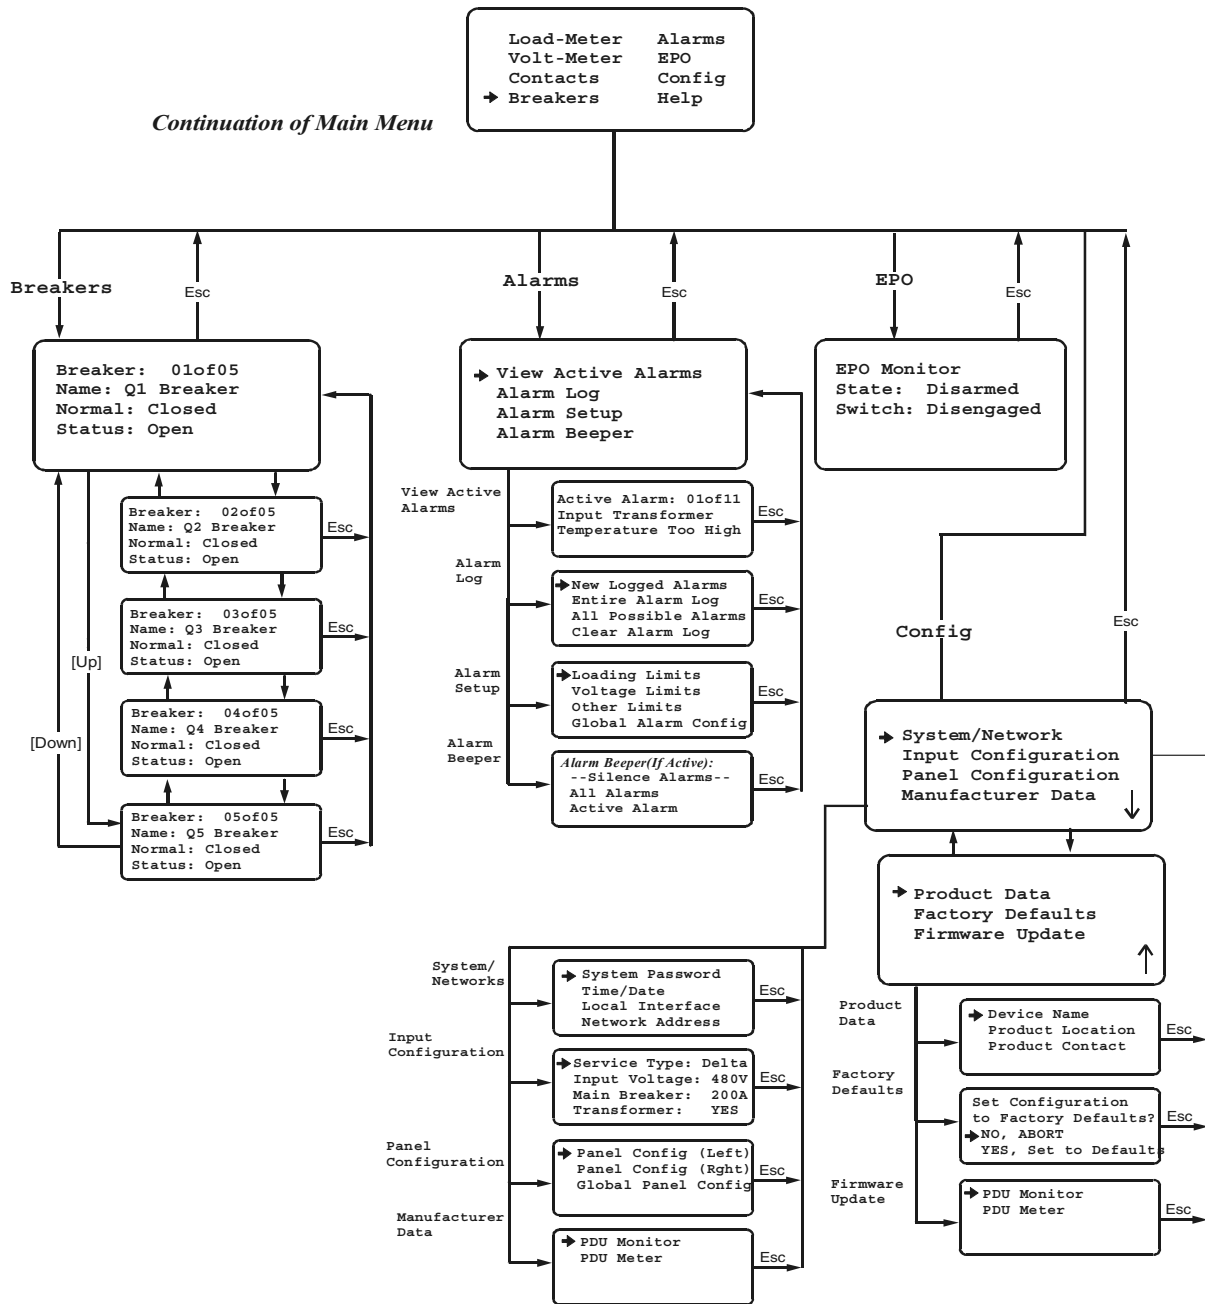 Load-Meter Alarms
Volt-Meter EPO
Contacts Config
Breakers Help
Continuation of Main Menu
Breakers
Esc
Alarms
Esc
EPO
Esc
Breaker: 01of05
Name: Q1 Breaker
Normal: Closed
Status: Open
View Active Alarms
Alarm Log
Alarm Setup
Alarm Beeper
EPO Monitor
State: Disarmed
Switch: Disengaged
Breaker: 02of05
Name: Q2 Breaker
Normal: Closed
Status: Open
Esc
Breaker: 03of05
Name: Q3 Breaker
Normal: Closed
Status: Open
Esc
[Up]
Breaker: 04of05
Name: Q4 Breaker
Normal: Closed
Status: Open
Esc
[Down]
Breaker: 05of05
Name: Q5 Breaker
Normal: Closed
Status: Open
Esc
View Active
Alarms
Active Alarm: 01of11
Input Transformer
Temperature Too High
Esc
Alarm
Log
New Logged Alarms
Entire Alarm Log
All Possible Alarms
Clear Alarm Log
Esc
Alarm
Setup
Loading Limits
Voltage Limits
Other Limits
Global Alarm Config
Esc
Alarm
Beeper
Alarm Beeper(If Active):
--Silence Alarms--
All Alarms
Active Alarm
Esc
Config
Esc
System/Network
Input Configuration
Panel Configuration
Manufacturer Data
Product Data
Factory Defaults
Firmware Update
System/
Networks
System Password
Time/Date
Local Interface
Network Address
Esc
Input
Configuration
Service Type: Delta
Input Voltage: 480V
Main Breaker: 200A
Transformer: YES
Esc
Panel
Configuration
Panel Config (Left)
Panel Config (Rght)
Global Panel Config
Esc
Manufacturer
Data
PDU Monitor
PDU Meter
Esc
Product
Data
Device Name
Product Location
Product Contact
Esc
Factory
Defaults
Set Configuration
to Factory Defaults?
NO, ABORT
YES, Set to Defaults
Esc
Firmware
Update
PDU Monitor
PDU Meter
Esc